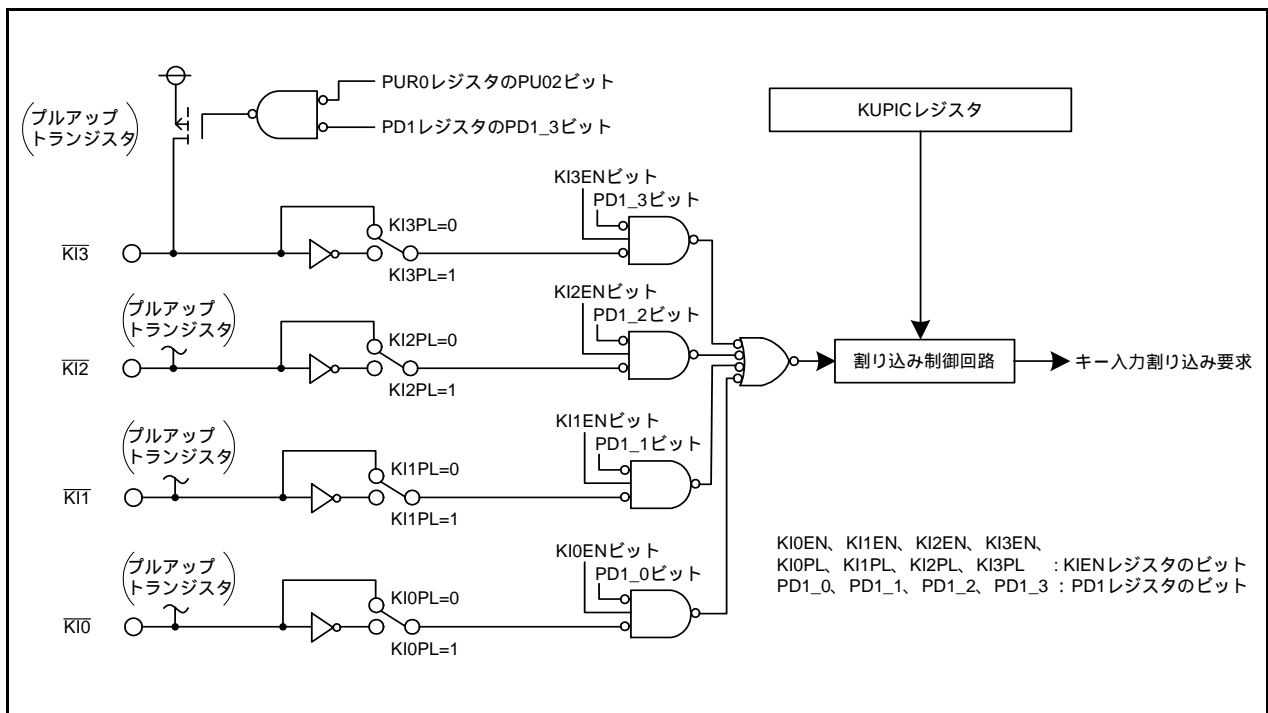 PUR0レジスタのPU02ビット
(プルアップ
トランジスタ)
PD1レジスタのPD1_3ビット
KUPICレジスタ
KI3ENビット
PD1_3ビット
KI3PL=0
KI3
KI3PL=1
(プルアップ
トランジスタ)
KI2ENビット
PD1_2ビット
KI2PL=0
KI2
KI2PL=1
割り込み制御回路
キー入力割り込み要求
(プルアップ
トランジスタ)
KI1ENビット
PD1_1ビット
KI1PL=0
KI1
KI1PL=1
(プルアップ
トランジスタ)
KI0ENビット
PD1_0ビット
KI0PL=0
KI0
KI0PL=1
KI0EN、KI1EN、KI2EN、KI3EN、
KI0PL、KI1PL、KI2PL、KI3PL : KIENレジスタのビット
PD1_0、PD1_1、PD1_2、PD1_3 : PD1レジスタのビット